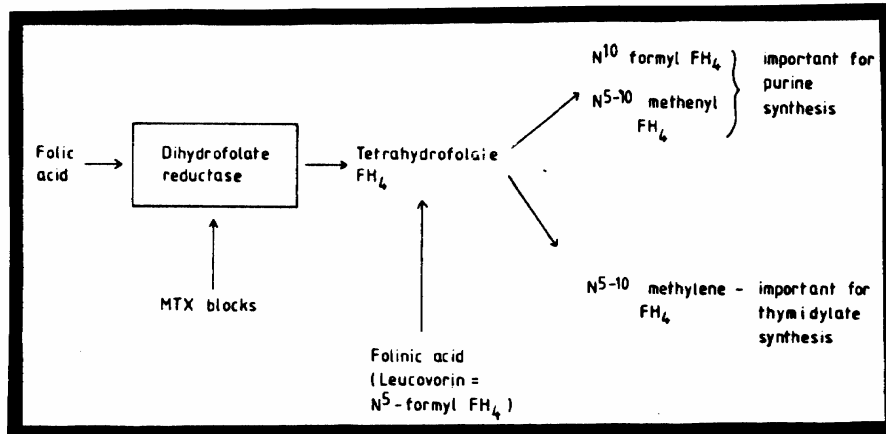 N¹⁰ formyl FH₄
N⁵⁻¹⁰ methenyl
FH₄
important for
purine
synthesis
Folic
acid
Dihydrofolate
reductase
Tetrahydrofolate
FH₄
MTX blocks
N⁵⁻¹⁰ methylene – important for
FH₄ thymidylate
synthesis
Folinic acid
(Leucovorin =
N⁵-formyl FH₄)